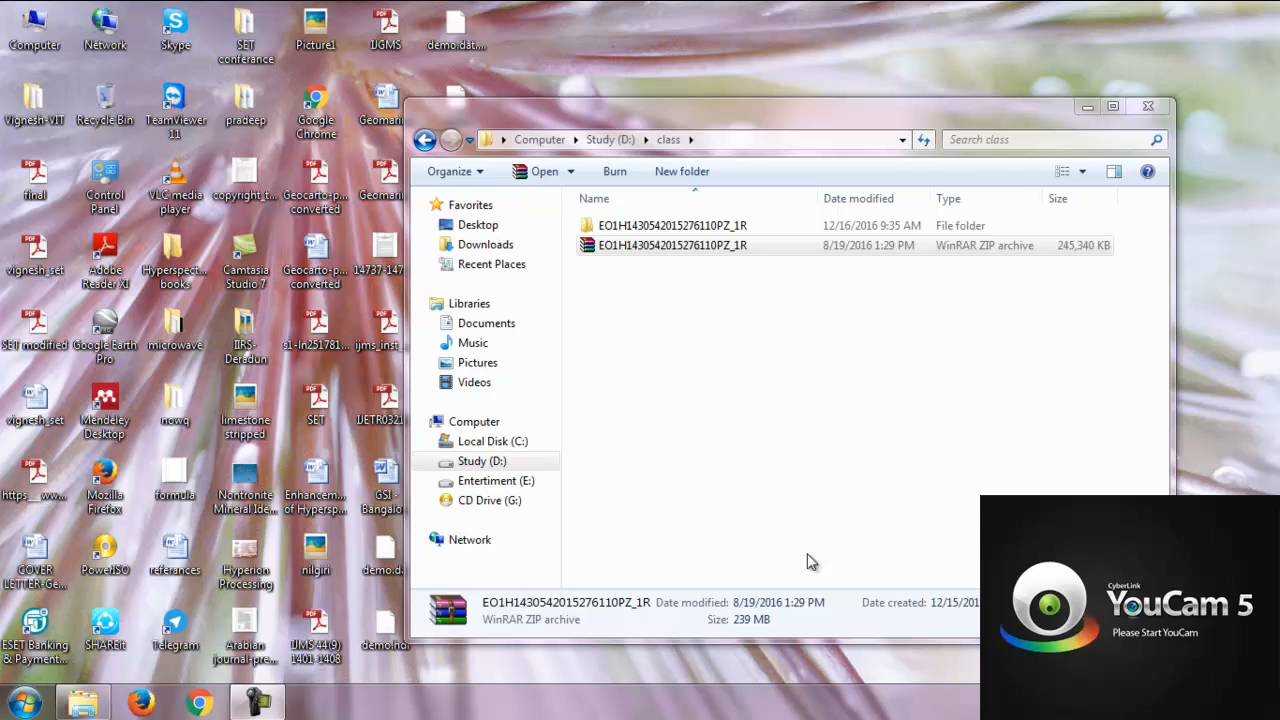 Computer
Network
Skype
SET
conference
Picture1
IJGMS
demo.dat....
Vignesh-VIT
Recycle Bin
TeamViewer
11
pradeep
Google
Chrome
Geomari
final
Control
Panel
VLC media
player
copyright_t...
Geocarto-p...
converted
Geomari
vignesh_set
Adobe
Reader XI
Hyperspect...
books
Camtasia
Studio 7
Geocarto-p...
converted
14737-147
SET modified
Google Earth
Pro
microwave
IIRS-
Deradun
s1-ln251781...
ijms_inst_
vignesh_set
Mendeley
Desktop
nowq
limestone
stripped
SET
IJETR0321
https__ww...
Mozilla
Firefox
formula
Nontronite
Mineral Ide...
Enhancem...
of Hypersp...
GSI -
Bangalo
COVER
LETTER-Ge...
PowerISO
referances
Hyperion
Processing
nilgiri
demo.da
ESET Banking
& Payment...
SHAREit
Telegram
Arabian
journal-pre...
IJMS 44(9)
1401-1408
demo.hd
Computer
Study (D:)
class
Search class
Organize
Open
Burn
New folder
Name
Date modified
Type
Size
EO1H1430542015276110PZ_1R
12/16/2016 9:35 AM
File folder
EO1H1430542015276110PZ_1R
8/19/2016 1:29 PM
WinRAR ZIP archive
245,340 KB
Favorites
Desktop
Downloads
Recent Places
Libraries
Documents
Music
Pictures
Videos
Computer
Local Disk (C:)
Study (D:)
Entertiment (E:)
CD Drive (G:)
Network
EO1H1430542015276110PZ_1R
Date modified: 8/19/2016 1:29 PM
Date created: 12/15/201
WinRAR ZIP archive
Size: 239 MB
CyberLink
YouCam 5
Please Start YouCam